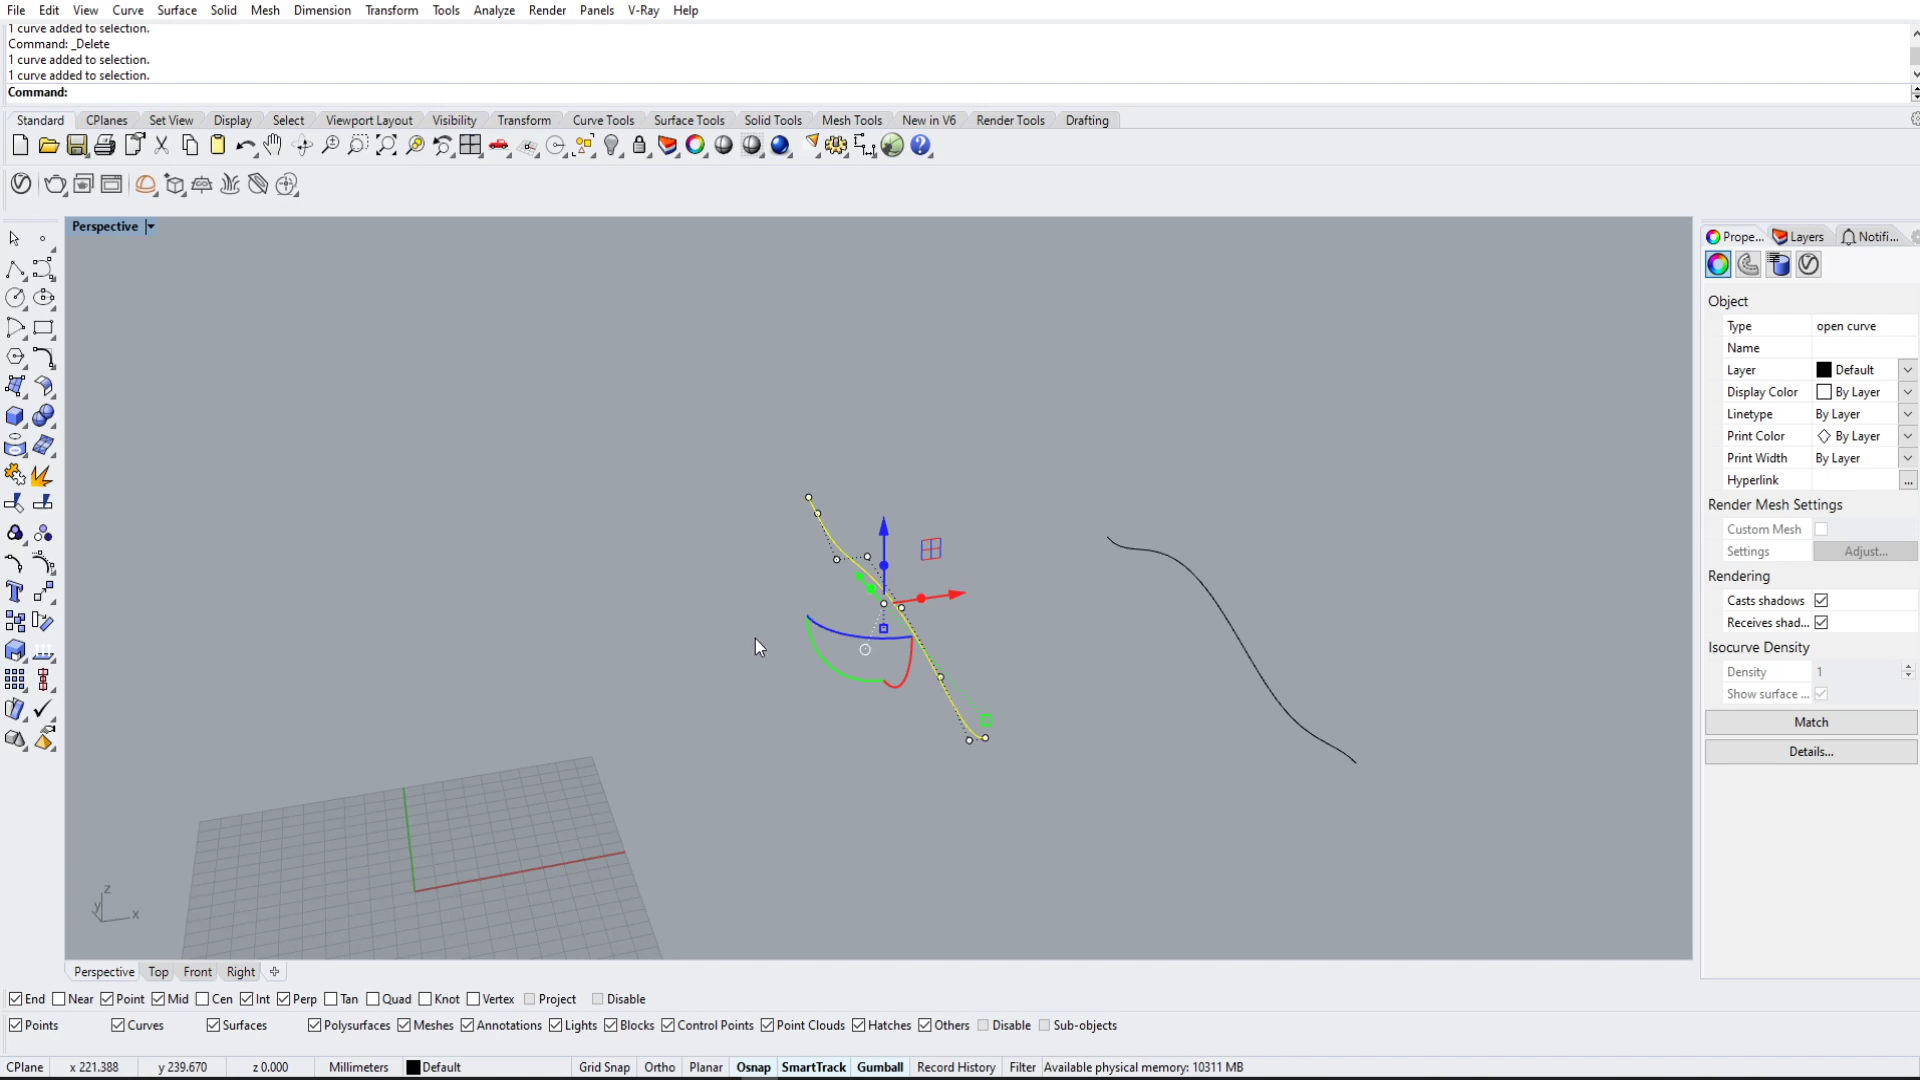 File Edit View Curve Surface Solid Mesh Dimension Transform Tools Analyze Render Panels V-Ray Help
1 curve added to selection.
Command: _Delete
1 curve added to selection.
1 curve added to selection.
Command:
Standard CPlanes Set View Display Select Viewport Layout Visibility Transform Curve Tools Surface Tools Solid Tools Mesh Tools New in V6 Render Tools Drafting
Perspective
Prope... Layers Notifi...
Object
Type open curve
Name
Layer Default
Display Color By Layer
Linetype By Layer
Print Color By Layer
Print Width By Layer
Hyperlink ...
Render Mesh Settings
Custom Mesh
Settings Adjust...
Rendering
Casts shadows
Receives shad...
Isocurve Density
Density 1
Show surface ...
Match
Details...
z
y x
Perspective Top Front Right
End Near Point Mid Cen Int Perp Tan Quad Knot Vertex Project Disable
Points Curves Surfaces Polysurfaces Meshes Annotations Lights Blocks Control Points Point Clouds Hatches Others Disable Sub-objects
CPlane x 221.388 y 239.670 z 0.000 Millimeters Default Grid Snap Ortho Planar Osnap SmartTrack Gumball Record History Filter Available physical memory: 10311 MB